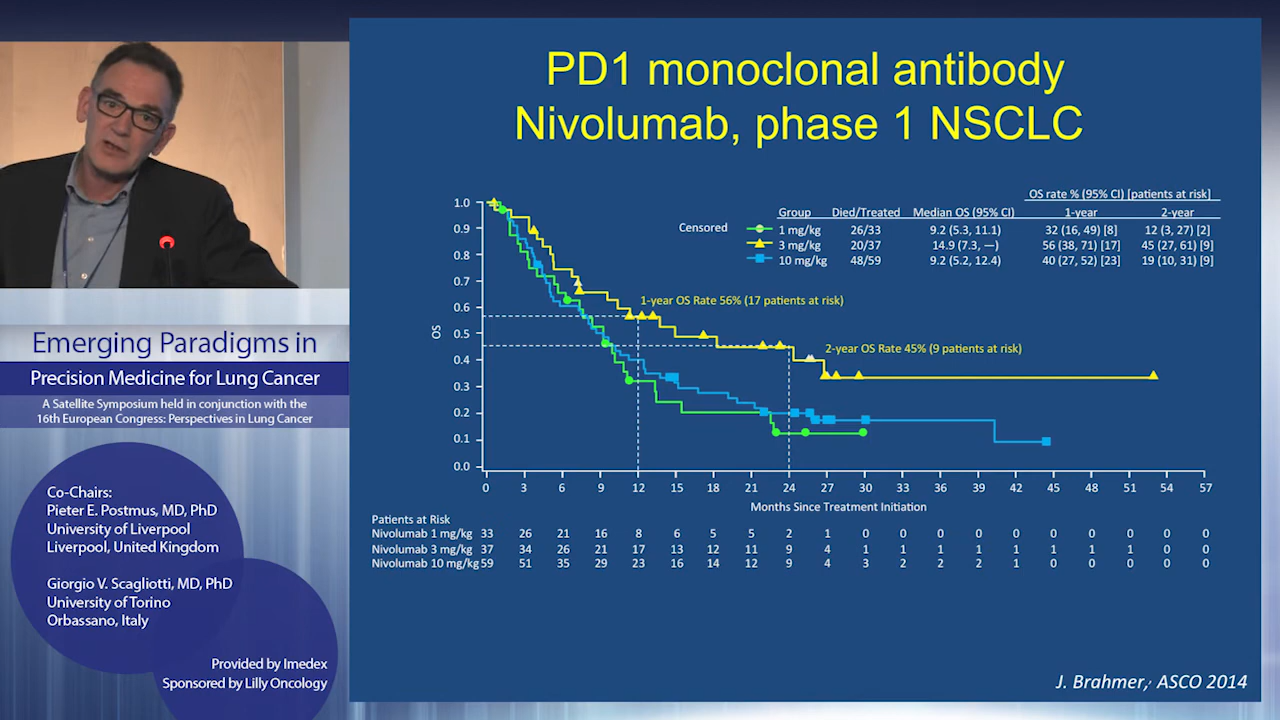 PD1 monoclonal antibody
Nivolumab, phase 1 NSCLC
OS rate % (95% CI) [patients at risk]
Group Died/Treated Median OS (95% CI) 1-year 2-year
Censored
1 mg/kg 26/33 9.2 (5.3, 11.1) 32 (16, 49) [8] 12 (3, 27) [2]
3 mg/kg 20/37 14.9 (7.3, —) 56 (38, 71) [17] 45 (27, 61) [9]
10 mg/kg 48/59 9.2 (5.2, 12.4) 40 (27, 52) [23] 19 (10, 31) [9]
1-year OS Rate 56% (17 patients at risk)
2-year OS Rate 45% (9 patients at risk)
OS
1.0
0.9
0.8
0.7
0.6
0.5
0.4
0.3
0.2
0.1
0.0
0 3 6 9 12 15 18 21 24 27 30 33 36 39 42 45 48 51 54 57
Months Since Treatment Initiation
Patients at Risk
Nivolumab 1 mg/kg 33 26 21 16 8 6 5 5 2 1 0 0 0 0 0 0 0 0 0 0
Nivolumab 3 mg/kg 37 34 26 21 17 13 12 11 9 4 1 1 1 1 1 1 1 1 0 0
Nivolumab 10 mg/kg 59 51 35 29 23 16 14 12 9 4 3 2 2 2 1 0 0 0 0 0
J. Brahmer, ASCO 2014
Emerging Paradigms in
Precision Medicine for Lung Cancer
A Satellite Symposium held in conjunction with the
16th European Congress: Perspectives in Lung Cancer
Co-Chairs:
Pieter E. Postmus, MD, PhD
University of Liverpool
Liverpool, United Kingdom
Giorgio V. Scagliotti, MD, PhD
University of Torino
Orbassano, Italy
Provided by Imedex
Sponsored by Lilly Oncology